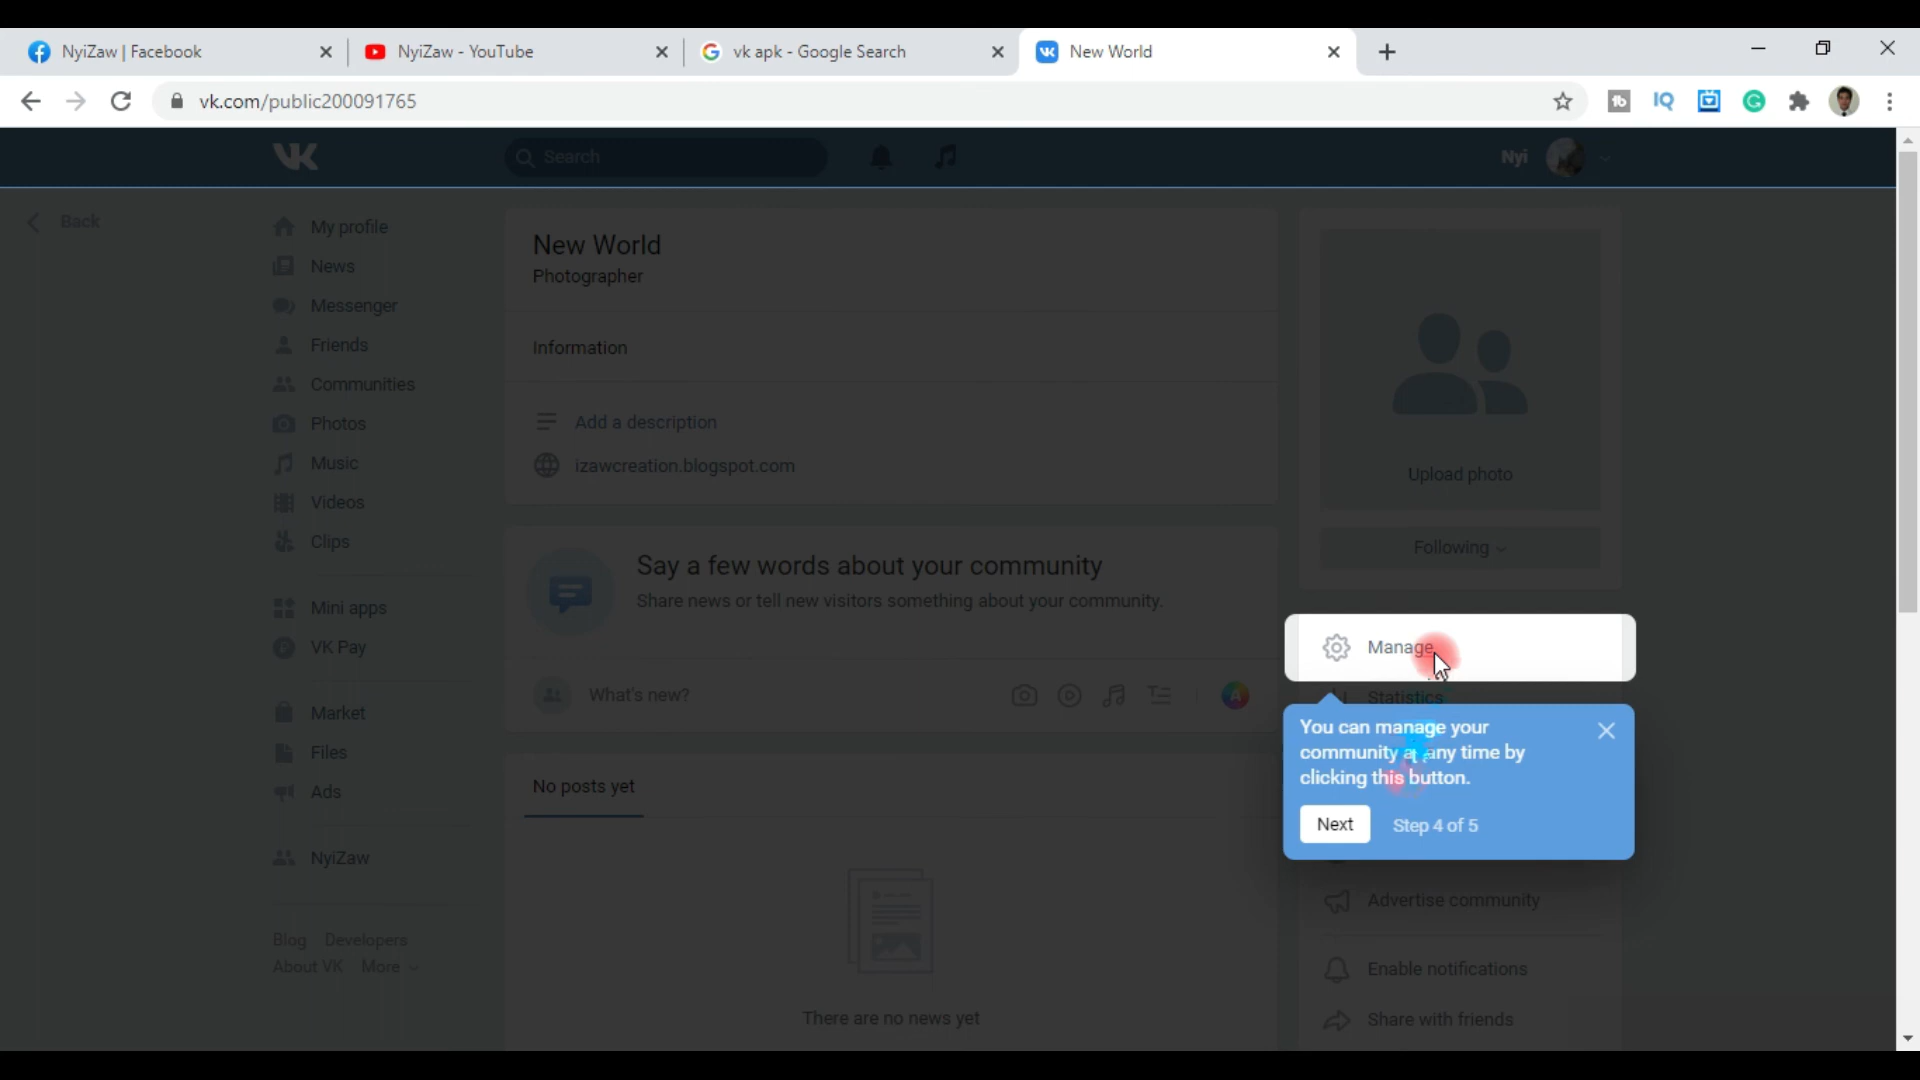 NyiZaw | Facebook
NyiZaw - YouTube
vk apk - Google Search
New World
vk.com/public200091765
Search
Nyi
Back
My profile
News
Messenger
Friends
Communities
Photos
Music
Videos
Clips
Mini apps
VK Pay
Market
Files
Ads
NyiZaw
Blog Developers
About VK More
New World
Photographer
Information
Add a description
izawcreation.blogspot.com
Say a few words about your community
Share news or tell new visitors something about your community.
What's new?
No posts yet
There are no news yet
Upload photo
Following
Manage
Statistics
You can manage your
community at any time by
clicking this button.
Next Step 4 of 5
Advertise community
Enable notifications
Share with friends